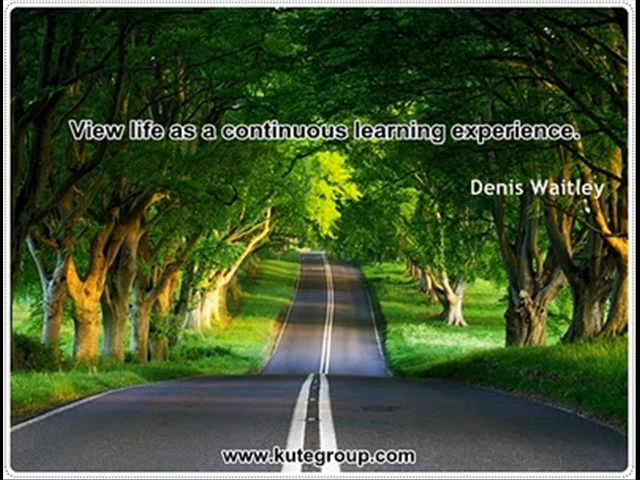 View life as a continuous learning experience.
Denis Waitley
www.kutegroup.com